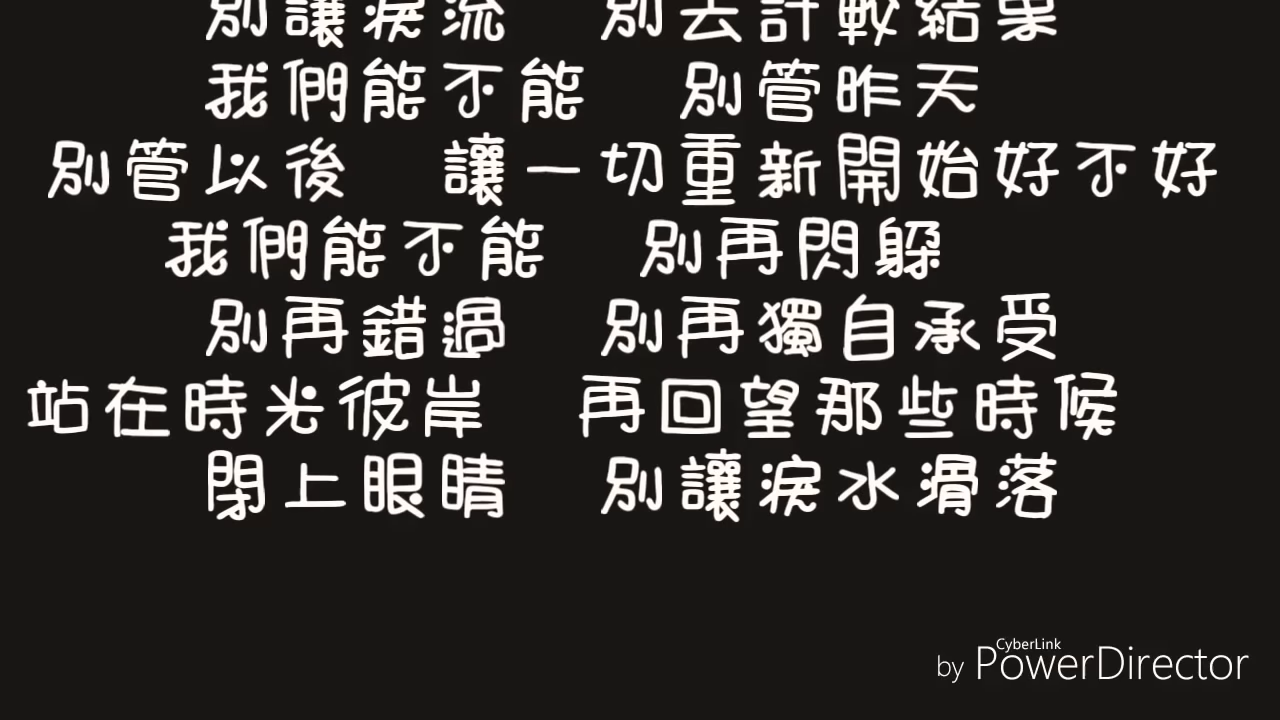 別讓淚流 別去計較結果
我們能不能 別管昨天
別管以後 讓一切重新開始好不好
我們能不能 別再閃躲
別再錯過 別再獨自承受
站在時光彼岸 再回望那些時候
閉上眼睛 別讓淚水滑落
by CyberLink PowerDirector